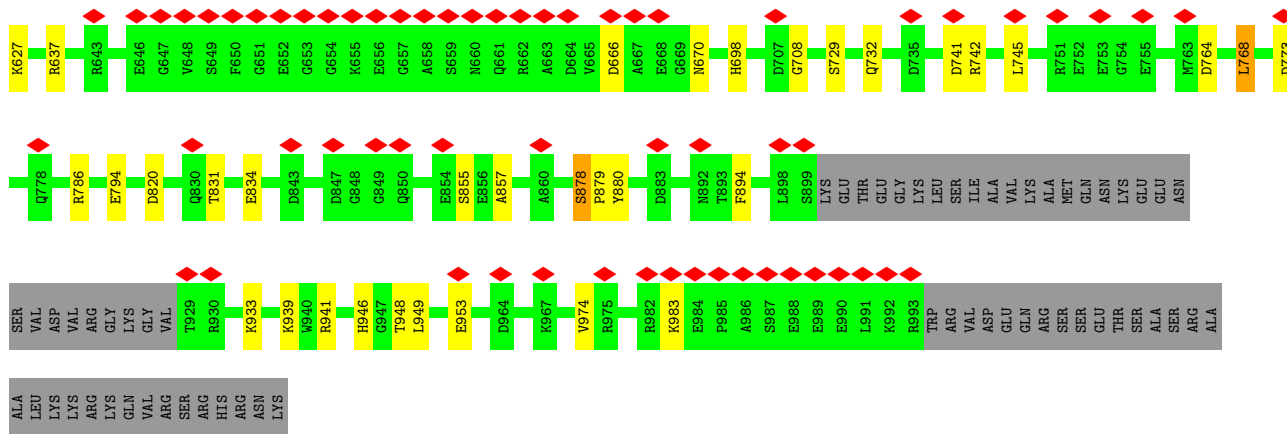 K627
R637
R643
E646
G647
V648
S649
F650
G651
E652
G653
G654
K655
E656
G657
A658
S659
N660
Q661
R662
A663
D664
V665
D666
A667
E668
G669
N670
H698
D707
G708
S729
Q732
D735
D741
R742
L745
R751
E752
E753
G754
E755
M763
D764
L768
Q778
R786
E794
D820
Q830
T831
E834
D843
D847
G848
G849
Q850
E854
S855
E856
A857
A860
S878
P879
Y880
D883
N892
T893
F894
L898
S899
LYS
GLU
THR
GLU
GLY
LYS
LEU
SER
ILE
ALA
VAL
LYS
ALA
MET
GLN
ASN
LYS
GLU
GLU
ASN
SER
VAL
ASP
VAL
ARG
GLY
LYS
GLY
VAL
T929
R930
K933
K939
W940
R941
H946
G947
T948
L949
E953
D964
K967
V974
R975
R982
K983
E984
P985
A986
S987
E988
E989
E990
L991
K992
R993
TRP
ARG
VAL
ASP
GLU
GLN
ARG
SER
SER
GLU
THR
SER
ALA
SER
ARG
ALA
ALA
LEU
LYS
LYS
ARG
LYS
GLN
VAL
ARG
SER
ARG
HIS
ARG
ASN
LYS